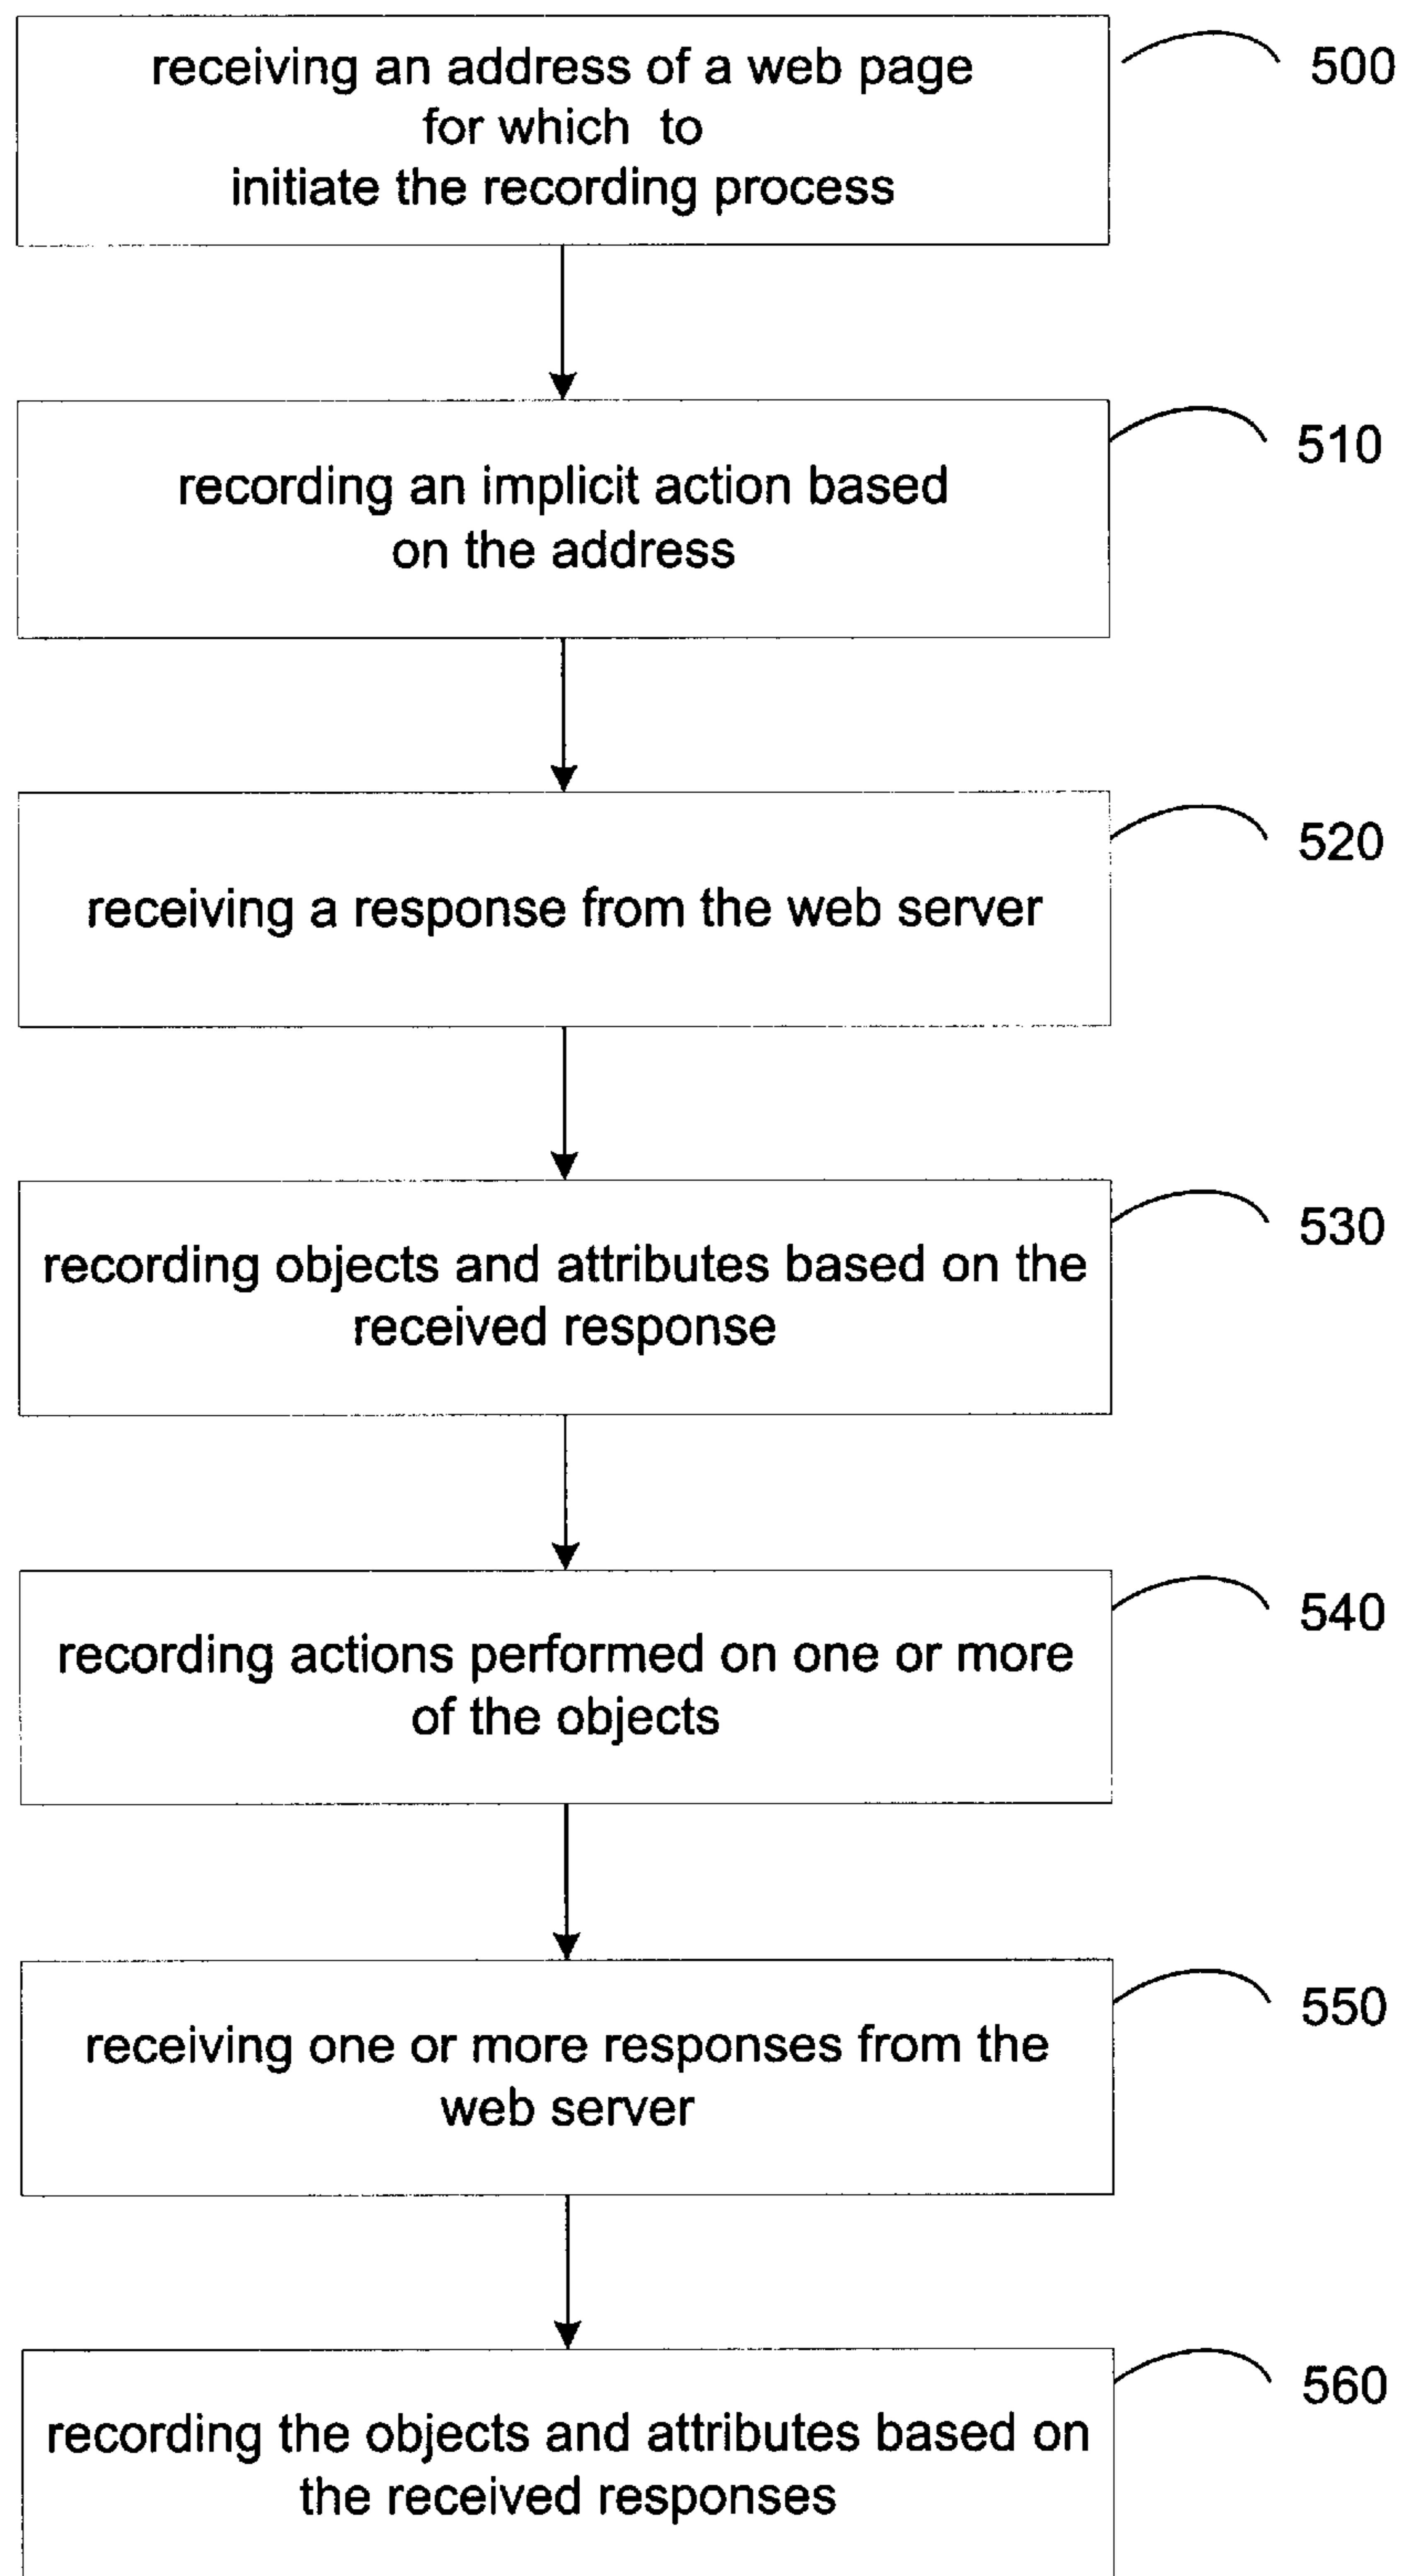 receiving an address of a web page
for which to
initiate the recording process
500
recording an implicit action based
on the address
510
receiving a response from the web server
520
recording objects and attributes based on the
received response
530
recording actions performed on one or more
of the objects
540
receiving one or more responses from the
web server
550
recording the objects and attributes based on
the received responses
560